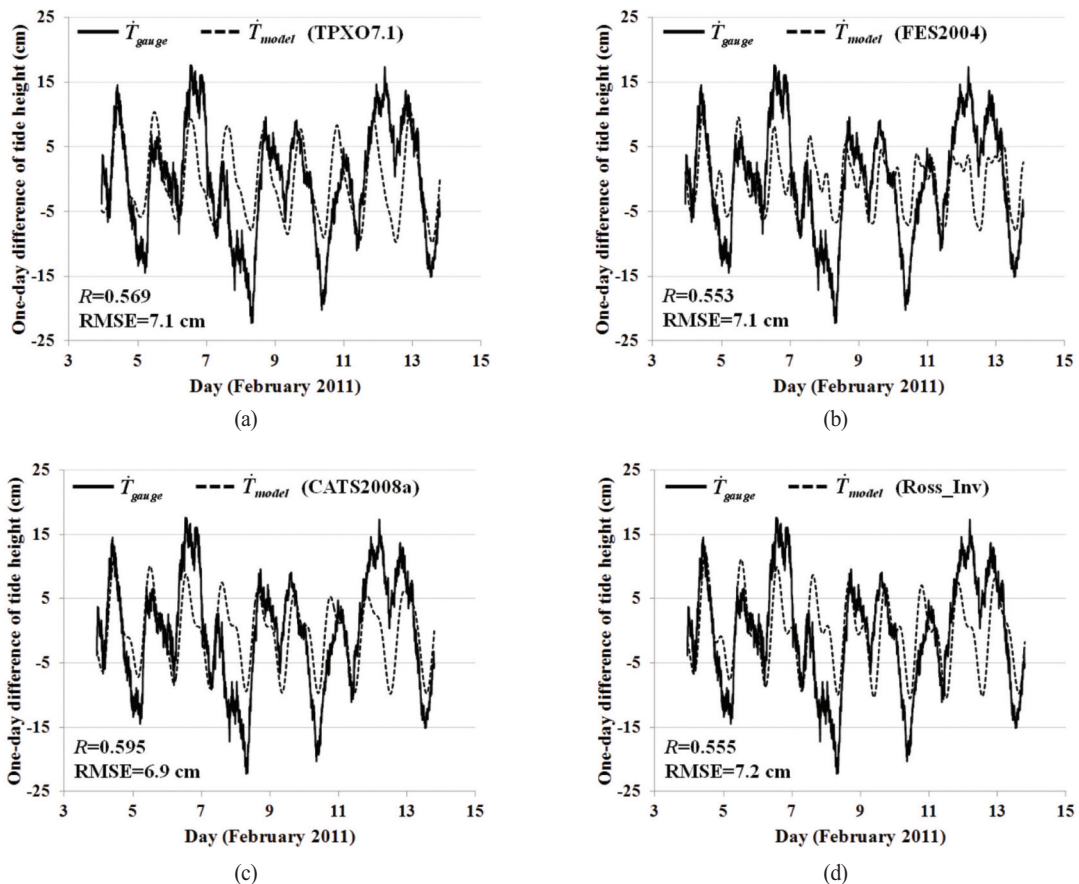 25
Ṫgauge Ṫmodel (TPXO7.1)
One-day difference of tide height (cm)
15
5
-5
-15
-25
R=0.569
RMSE=7.1 cm
3 5 7 9 11 13 15
Day (February 2011)
(a)
25
Ṫgauge Ṫmodel (FES2004)
One-day difference of tide height (cm)
15
5
-5
-15
-25
R=0.553
RMSE=7.1 cm
3 5 7 9 11 13 15
Day (February 2011)
(b)
25
Ṫgauge Ṫmodel (CATS2008a)
One-day difference of tide height (cm)
15
5
-5
-15
-25
R=0.595
RMSE=6.9 cm
3 5 7 9 11 13 15
Day (February 2011)
(c)
25
Ṫgauge Ṫmodel (Ross_Inv)
One-day difference of tide height (cm)
15
5
-5
-15
-25
R=0.555
RMSE=7.2 cm
3 5 7 9 11 13 15
Day (February 2011)
(d)